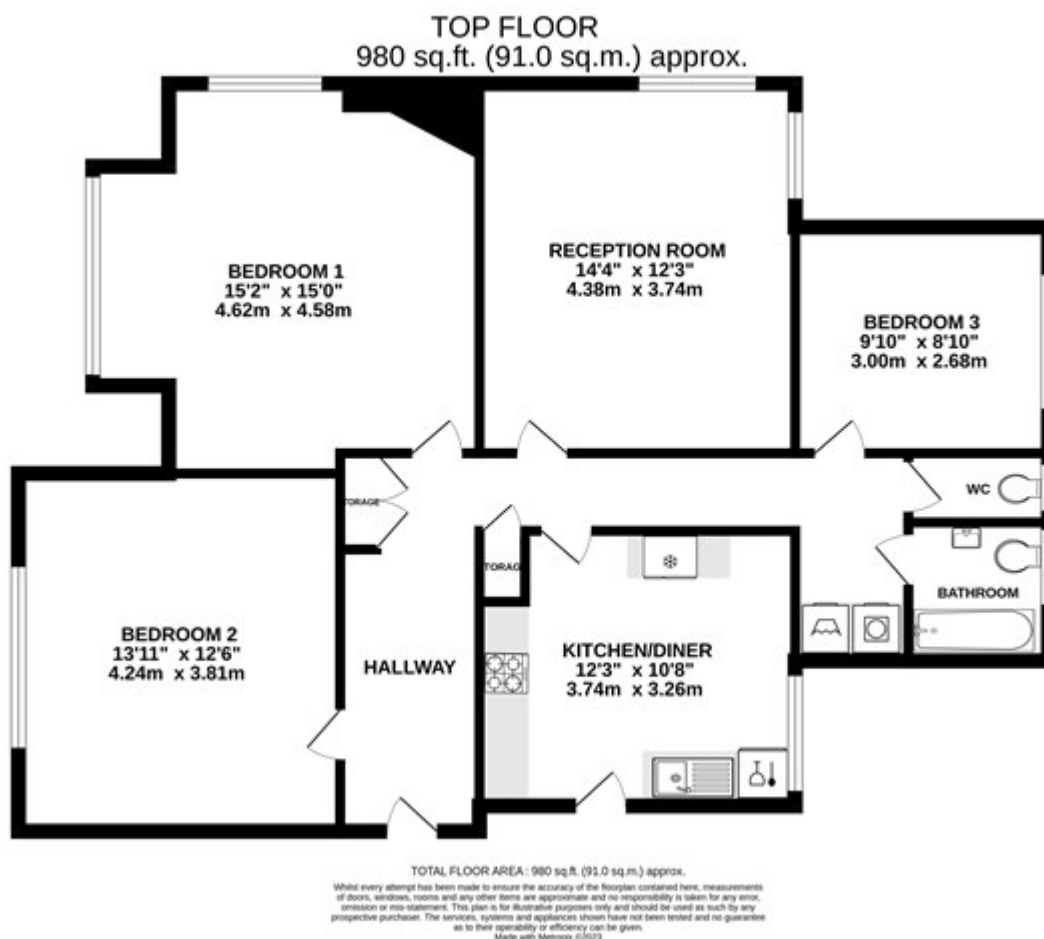 TOP FLOOR
980 sq.ft. (91.0 sq.m.) approx.
BEDROOM 1
15'2" x 15'0"
4.62m x 4.58m
RECEPTION ROOM
14'4" x 12'3"
4.38m x 3.74m
BEDROOM 3
9'10" x 8'10"
3.00m x 2.68m
WC
TORAGE
TORAG
BATHROOM
BEDROOM 2
13'11" x 12'6"
4.24m x 3.81m
HALLWAY
KITCHEN/DINER
12'3" x 10'8"
3.74m x 3.26m
TOTAL FLOOR AREA : 980 sq.ft. (91.0 sq.m.) approx.
Whilst every attempt has been made to ensure the accuracy of the floorplan contained here, measurements
of doors, windows, rooms and any other items are approximate and no responsibility is taken for any error,
omission or mis-statement. This plan is for illustrative purposes only and should be used as such by any
prospective purchaser. The services, systems and appliances shown have not been tested and no guarantee
as to their operability or efficiency can be given.
Made with Metropix ©2023